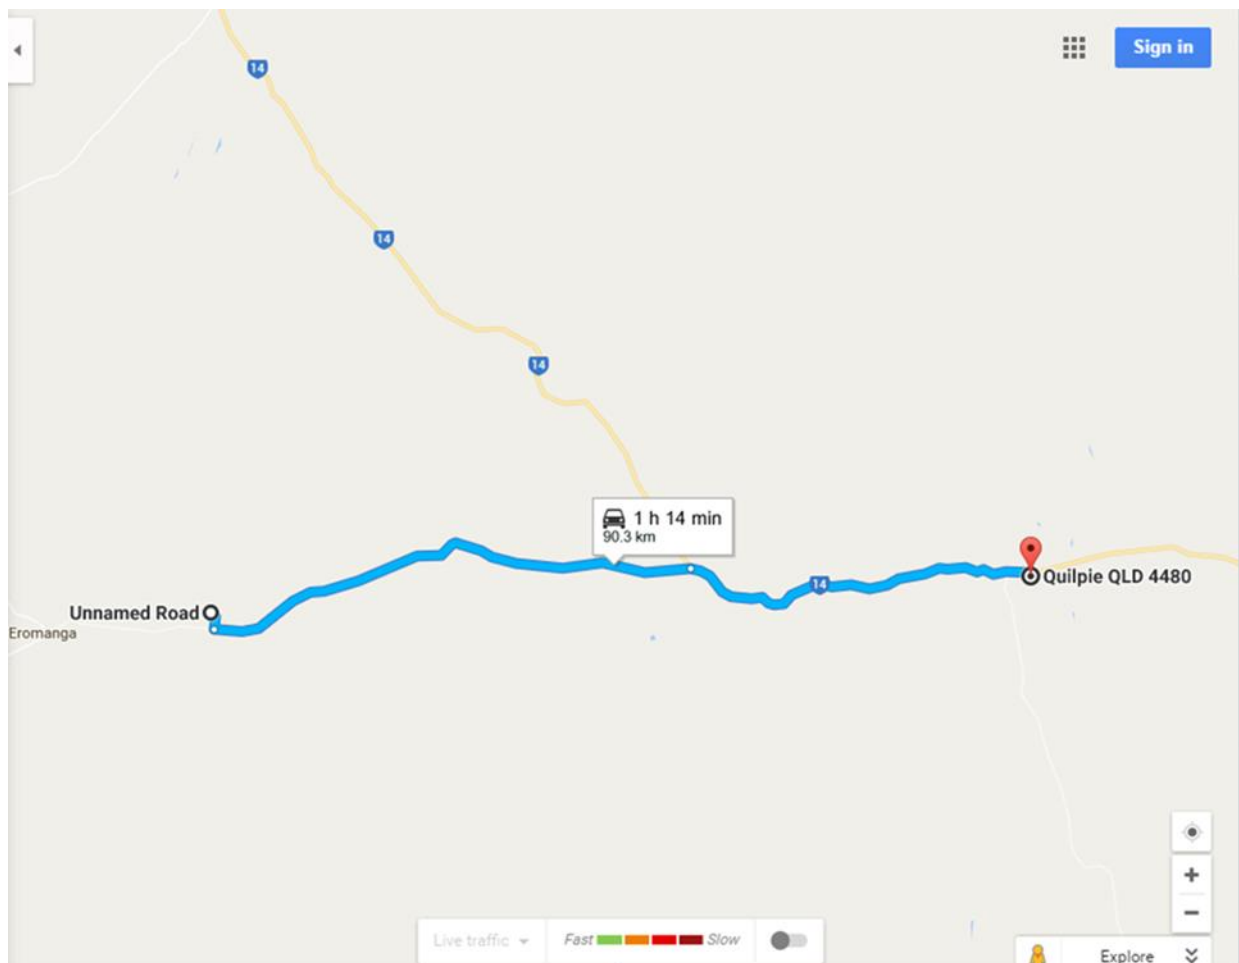 Sign in
14
14
14
1 h 14 min
90.3 km
14
Quilpie QLD 4480
Unnamed Road
Eromanga
Live traffic
Fast
Slow
Explore